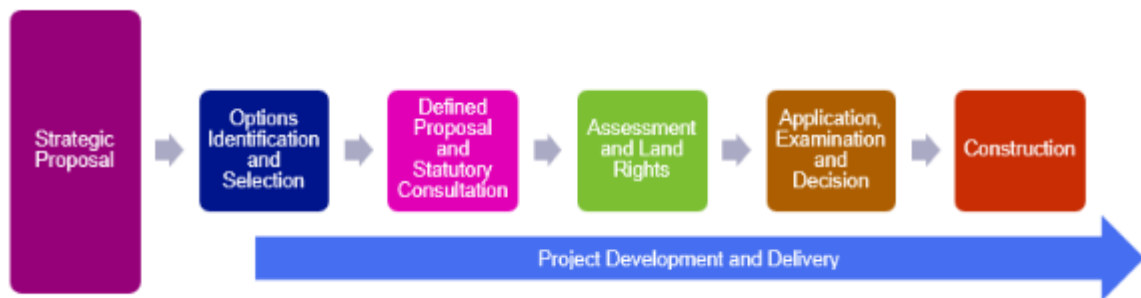 Strategic
Proposal
Options
Identification
and
Selection
Defined
Proposal
and
Statutory
Consultation
Assessment
and Land
Rights
Application,
Examination
and
Decision
Construction
Project Development and Delivery